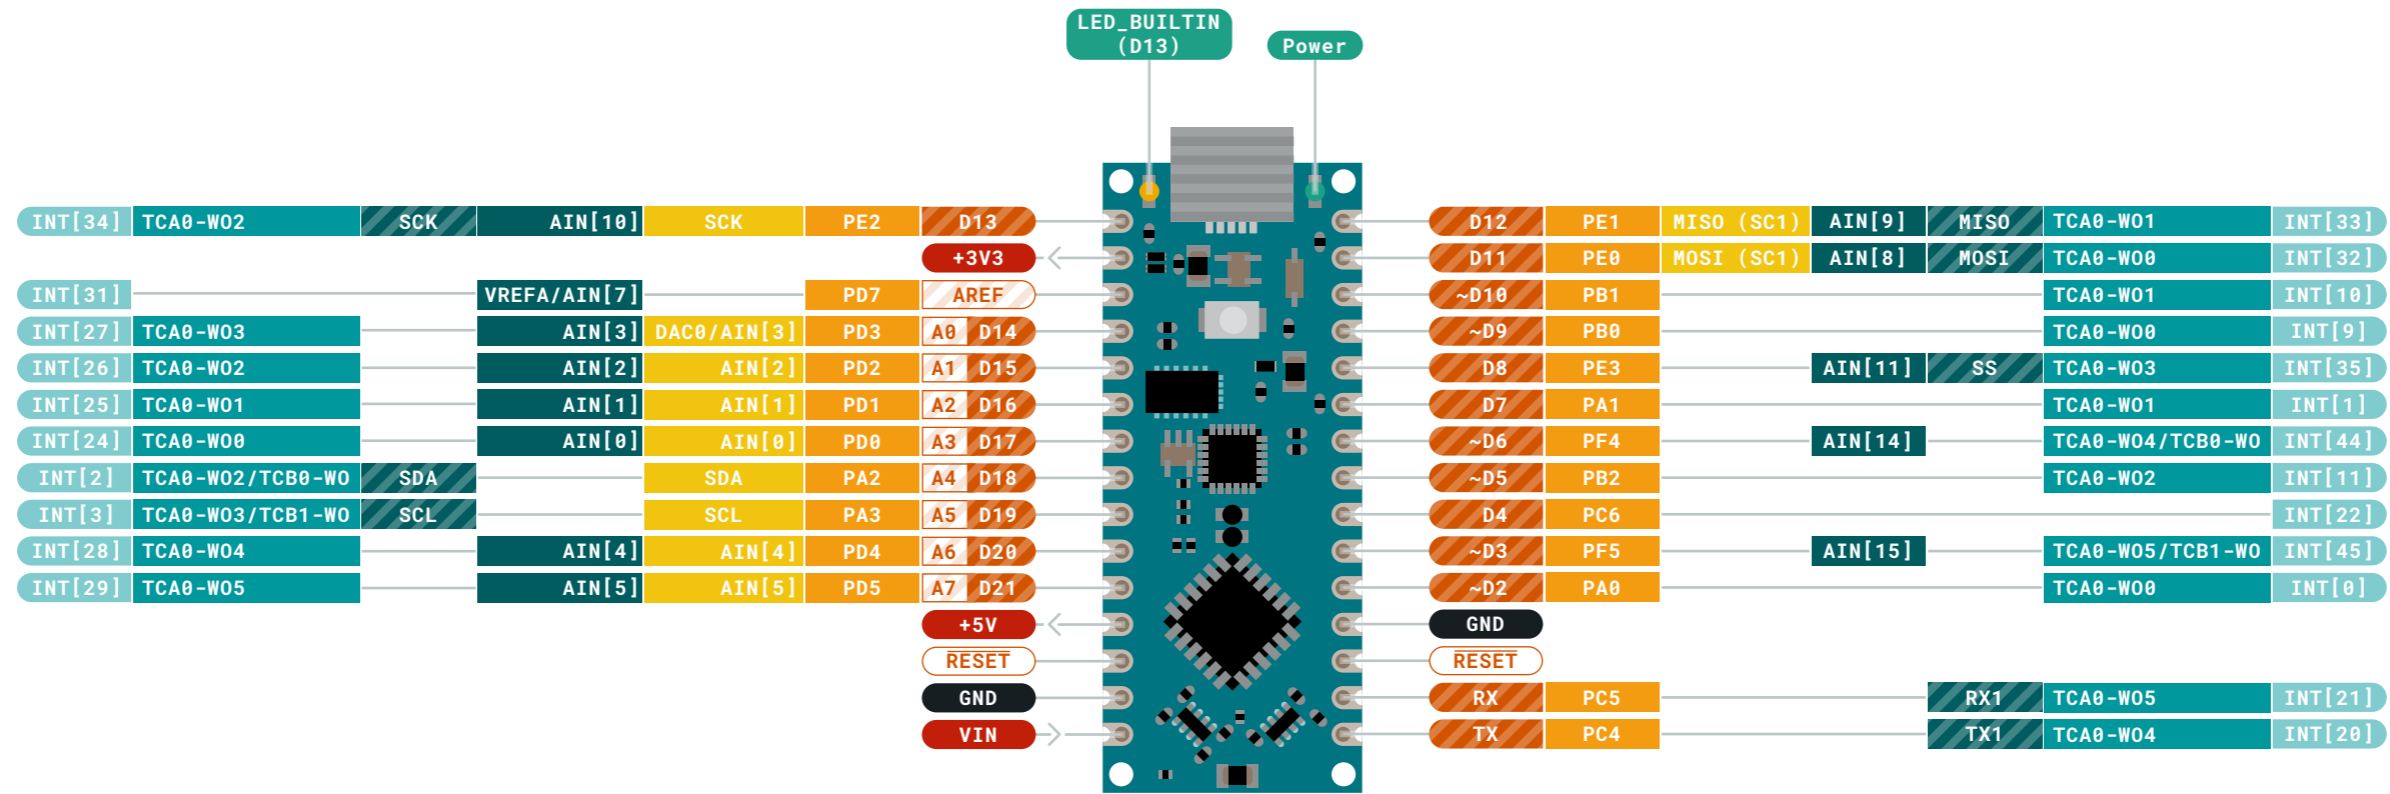 LED_BUILTIN
(D13)
Power
INT[34] TCA0-WO2 SCK AIN[10] SCK PE2 D13
+3V3
INT[31] VREFA/AIN[7] PD7 AREF
INT[27] TCA0-WO3 AIN[3] DAC0/AIN[3] PD3 A0 D14
INT[26] TCA0-WO2 AIN[2] AIN[2] PD2 A1 D15
INT[25] TCA0-WO1 AIN[1] AIN[1] PD1 A2 D16
INT[24] TCA0-WO0 AIN[0] AIN[0] PD0 A3 D17
INT[2] TCA0-WO2/TCB0-WO SDA SDA PA2 A4 D18
INT[3] TCA0-WO3/TCB1-WO SCL SCL PA3 A5 D19
INT[28] TCA0-WO4 AIN[4] AIN[4] PD4 A6 D20
INT[29] TCA0-WO5 AIN[5] AIN[5] PD5 A7 D21
+5V
RESET
GND
VIN
D12 PE1 MISO (SC1) AIN[9] MISO TCA0-WO1 INT[33]
D11 PE0 MOSI (SC1) AIN[8] MOSI TCA0-WO0 INT[32]
~D10 PB1 TCA0-WO1 INT[10]
~D9 PB0 TCA0-WO0 INT[9]
D8 PE3 AIN[11] SS TCA0-WO3 INT[35]
D7 PA1 TCA0-WO1 INT[1]
~D6 PF4 AIN[14] TCA0-WO4/TCB0-WO INT[44]
~D5 PB2 TCA0-WO2 INT[11]
D4 PC6 INT[22]
~D3 PF5 AIN[15] TCA0-WO5/TCB1-WO INT[45]
~D2 PA0 TCA0-WO0 INT[0]
GND
RESET
RX PC5 RX1 TCA0-WO5 INT[21]
TX PC4 TX1 TCA0-WO4 INT[20]